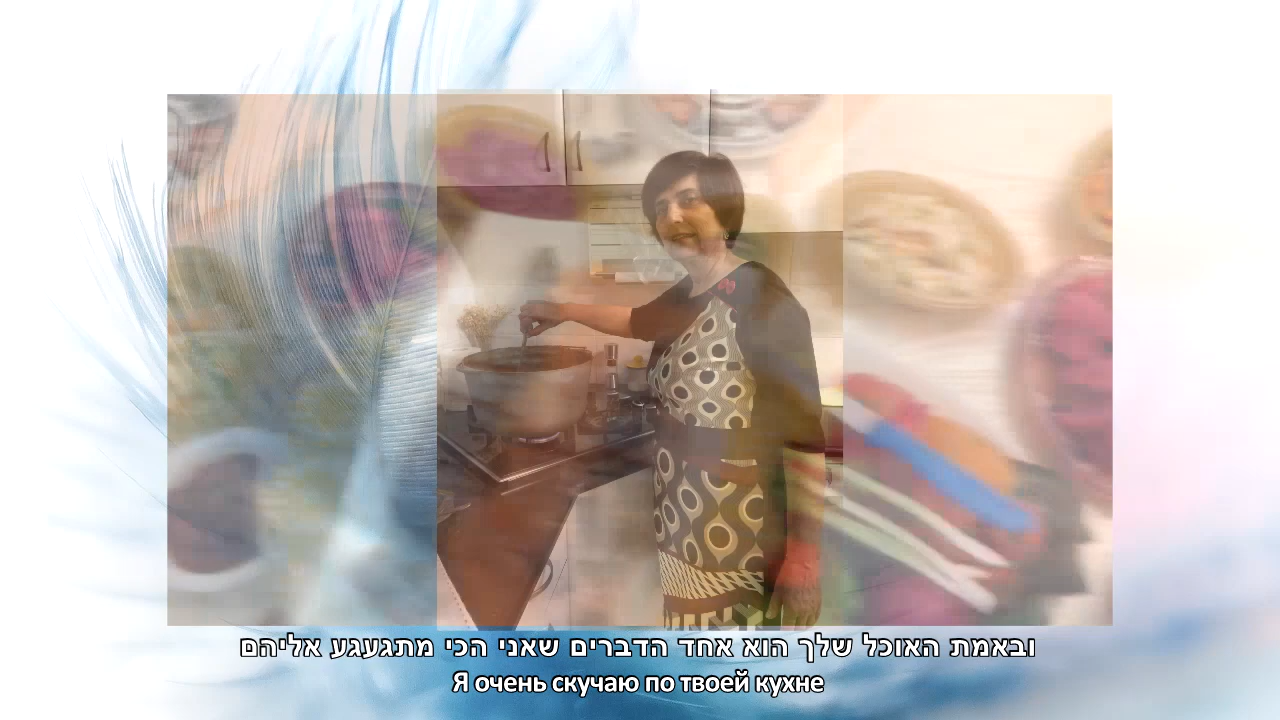 ובאמת האוכל שלך הוא אחד הדברים שאני הכי מתגעגע אליהם
Я очень скучаю по твоей кухне